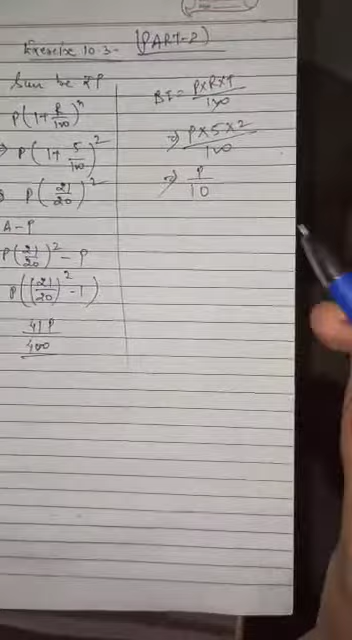 Exercise 10.3- (PART-2)
Sum be ₹P
P(1+R/100)^n
⇒ P(1+5/100)^2
⇒ P(21/20)^2
A-P
P(21/20)^2 - P
P((21/20)^2 - 1)
41P/400
= P×R×T/100
⇒ P×5×2/100
⇒ P/10